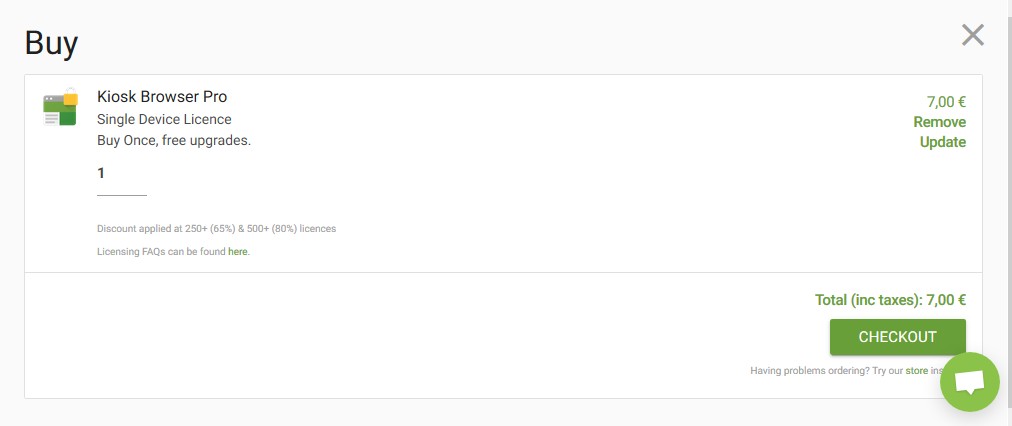 Buy
Kiosk Browser Pro
Single Device Licence
Buy Once, free upgrades.
1
Discount applied at 250+ (65%) & 500+ (80%) licences
Licensing FAQs can be found here.
7,00 €
Remove
Update
Total (inc taxes): 7,00 €
CHECKOUT
Having problems ordering? Try our store